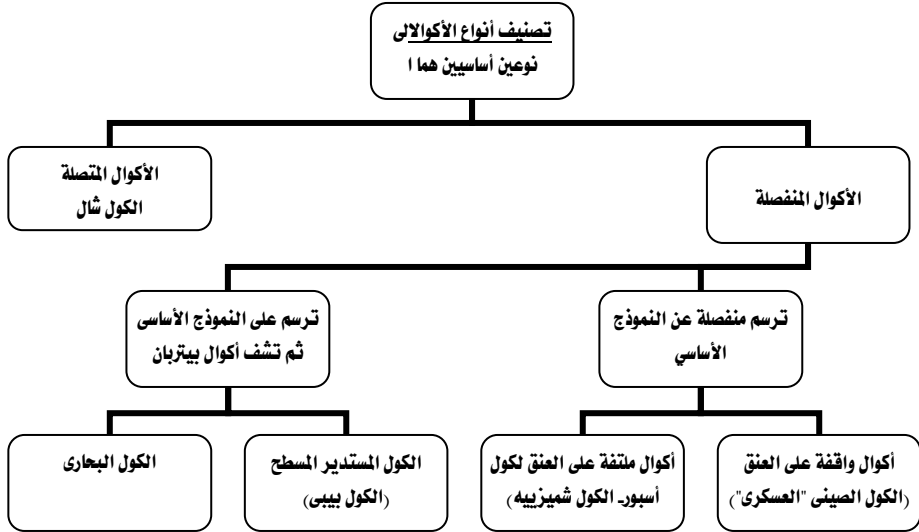 تصنيف أنواع الأكوالالى
نوعين أساسيين هما ا
الأكوال المنفصلة
الأكوال المتصلة
الكول شال
ترسم منفصلة عن النموذج
الأساسي
ترسم على النموذج الأساسى
ثم تشف أكوال بيتربان
أكوال واقفة على العنق
(الكول الصينى "العسكرى")
أكوال ملتفة على العنق لكول
أسبورـ الكول شميزييه)
الكول المستدير المسطح
(الكول بيبى)
الكول البحارى